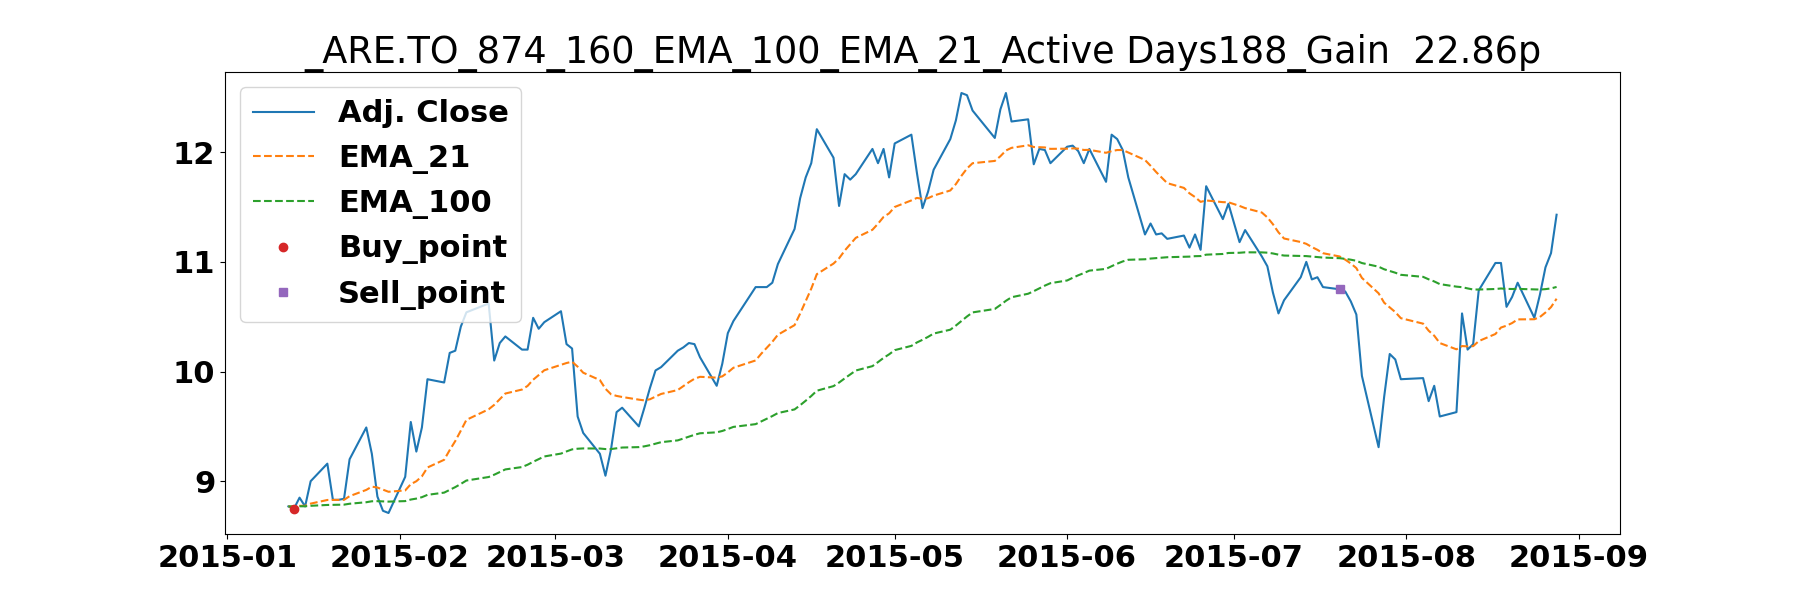 _ARE.TO_874_160_EMA_100_EMA_21_Active Days188_Gain  22.86p
Adj. Close
EMA_21
EMA_100
Buy_point
Sell_point
12
11
10
9
2015-01 2015-02 2015-03 2015-04 2015-05 2015-06 2015-07 2015-08 2015-09